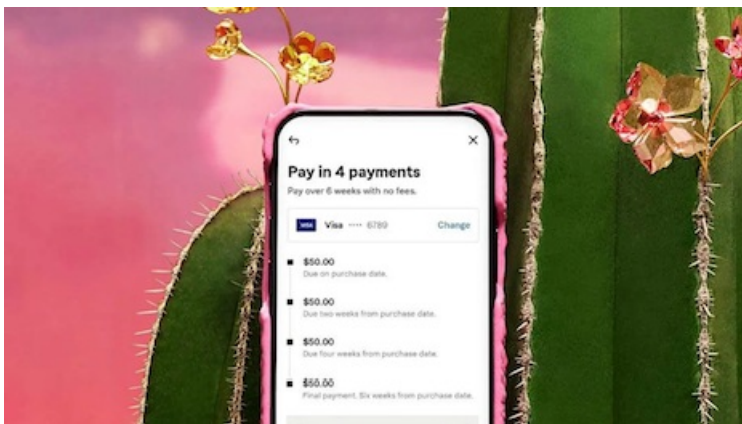 Pay in 4 payments
Pay over 6 weeks with no fees.
VISA Visa ···· 6789 Change
$50.00
Due on purchase date.
$50.00
Due two weeks from purchase date.
$50.00
Due four weeks from purchase date.
$50.00
Final payment. Six weeks from purchase date.